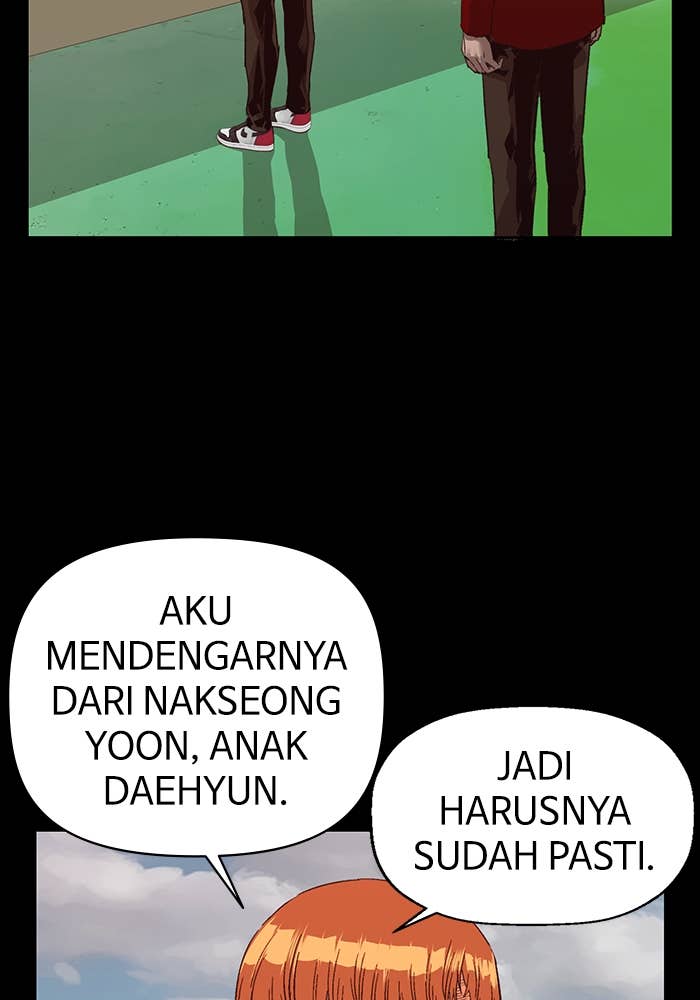 AKU
MENDENGARNYA
DARI NAKSEONG
YOON, ANAK
DAEHYUN.
JADI
HARUSNYA
SUDAH PASTI.